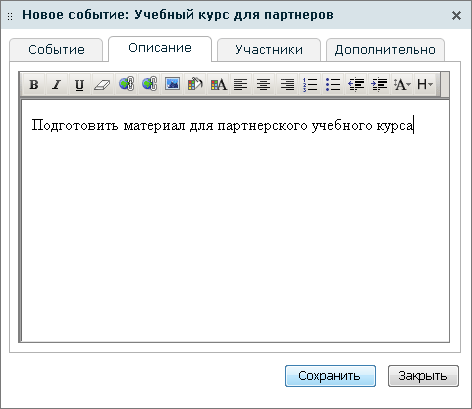 Новое событие: Учебный курс для партнеров
Событие Описание Участники Дополнительно
B I U A A H
Подготовить материал для партнерского учебного курса
Сохранить Закрыть